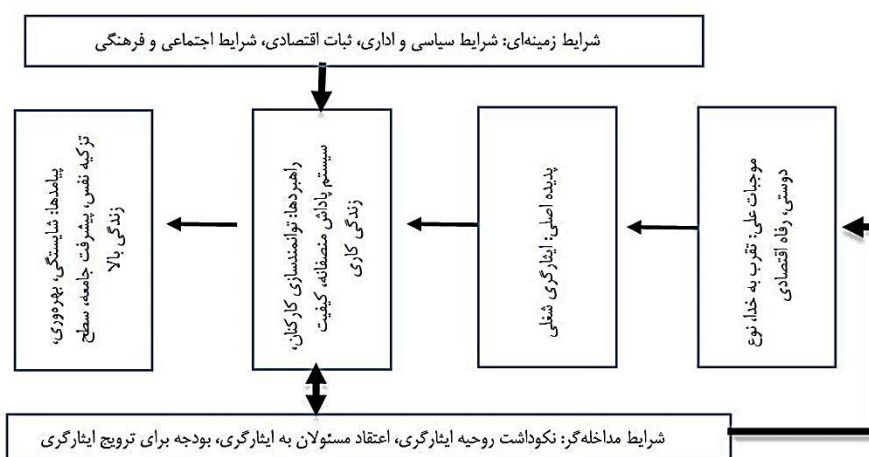 شرایط زمینه‌ای: شرایط سیاسی و اداری، ثبات اقتصادی، شرایط اجتماعی و فرهنگی
موجبات علی: تقرب به خدا، نوع
دوستی، رفاه اقتصادی
پدیده اصلی: ایثارگری شغلی
راهبردها: توانمندسازی کارکنان،
سیستم پاداش منصفانه، کیفیت
زندگی کاری
پیامدها: شایستگی، بهره‌وری،
تزکیه نفس، پیشرفت جامعه، سطح
زندگی بالا
شرایط مداخله‌گر: نکوداشت روحیه ایثارگری، اعتقاد مسئولان به ایثارگری، بودجه برای ترویج ایثارگری